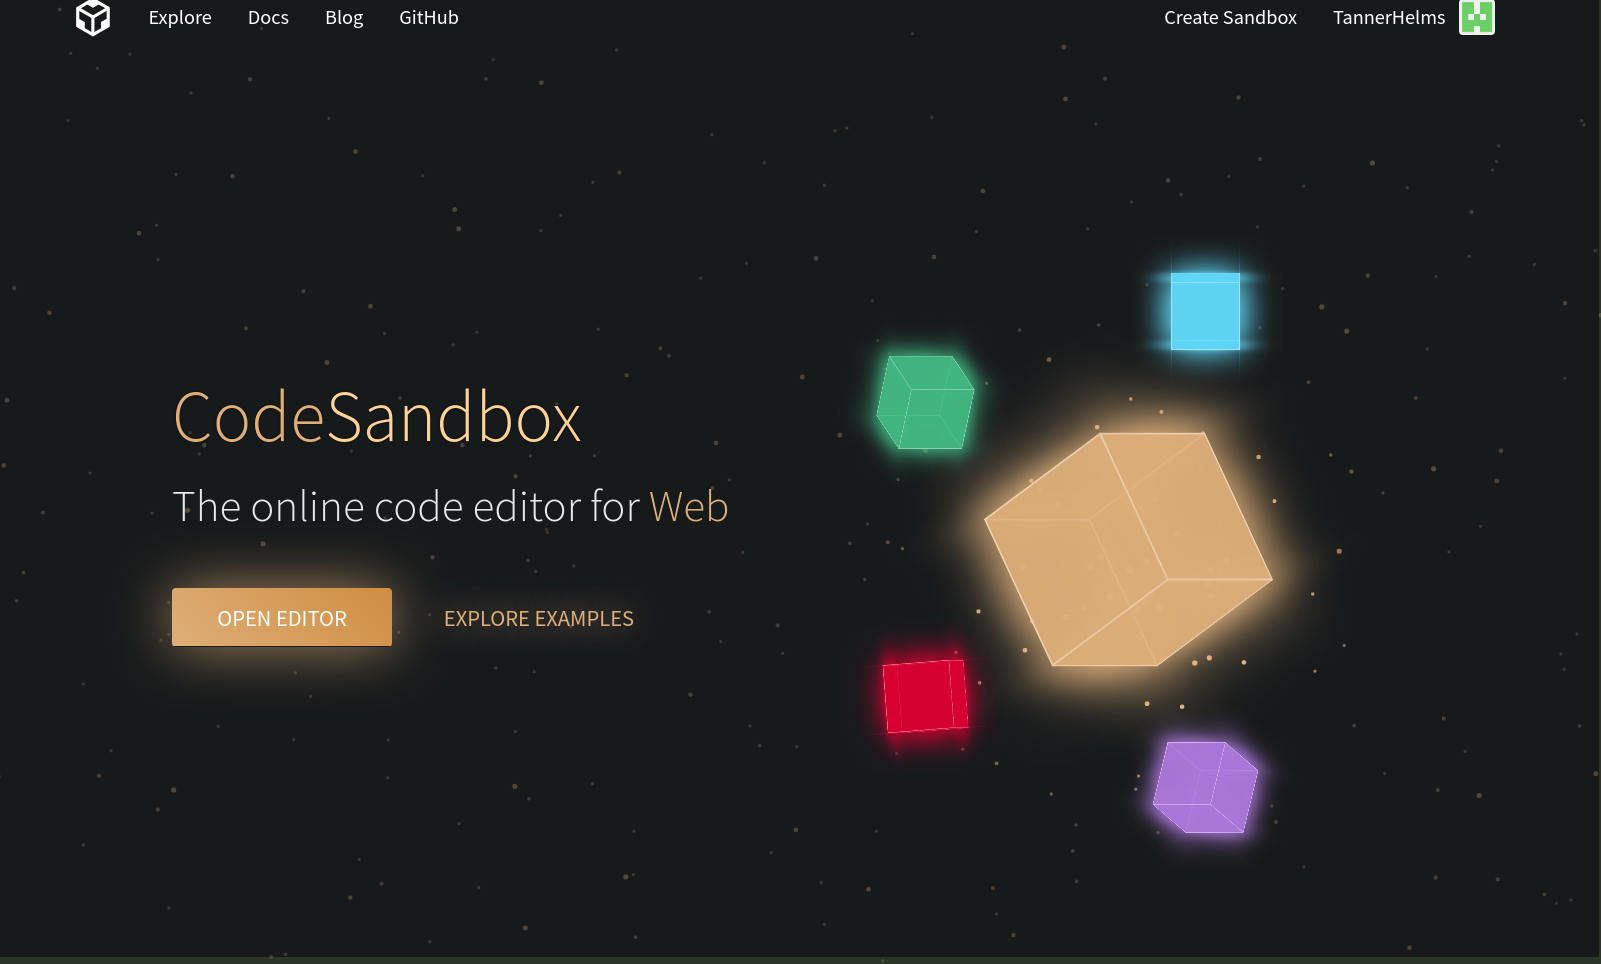 Explore Docs Blog GitHub Create Sandbox TannerHelms
CodeSandbox
The online code editor for Web
OPEN EDITOR EXPLORE EXAMPLES